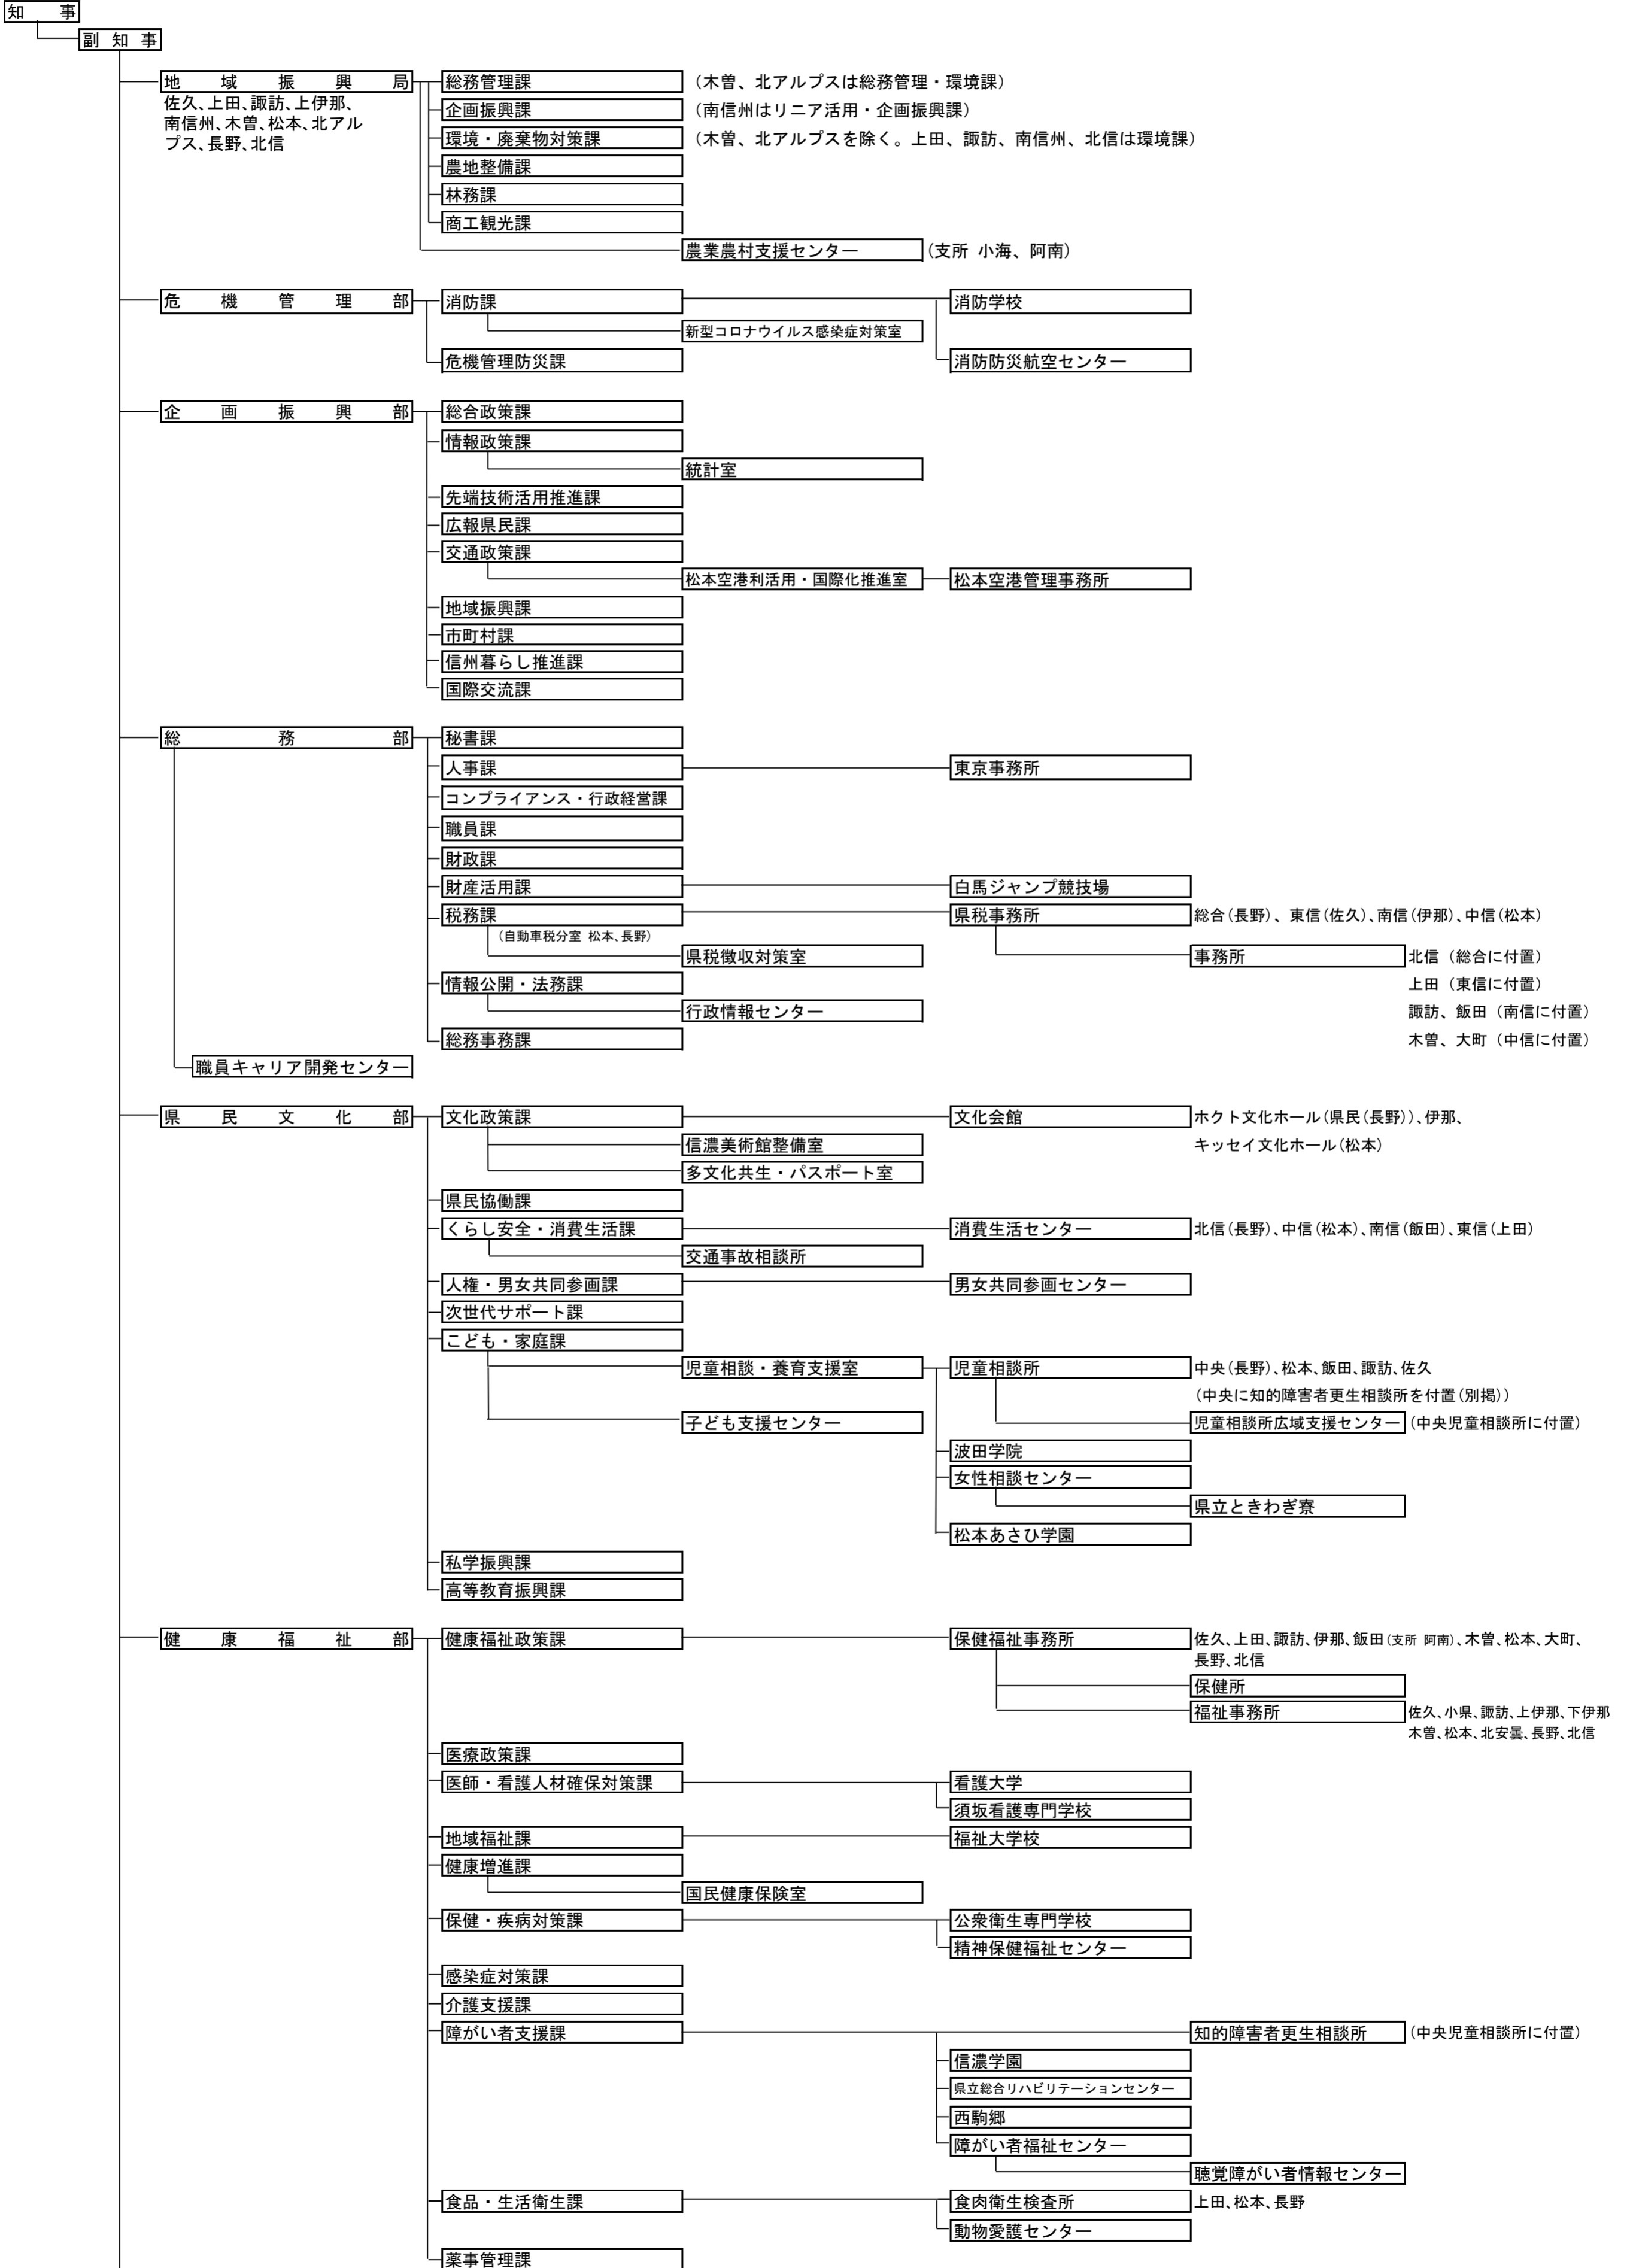 知事
副知事
地域振興局
総務管理課
（木曽、北アルプスは総務管理・環境課）
佐久、上田、諏訪、上伊那、
南信州、木曽、松本、北アル
プス、長野、北信
企画振興課
（南信州はリニア活用・企画振興課）
環境・廃棄物対策課
（木曽、北アルプスを除く。上田、諏訪、南信州、北信は環境課）
農地整備課
林務課
商工観光課
農業農村支援センター
（支所 小海、阿南）
危機管理部
消防課
消防学校
新型コロナウイルス感染症対策室
危機管理防災課
消防防災航空センター
企画振興部
総合政策課
情報政策課
統計室
先端技術活用推進課
広報県民課
交通政策課
松本空港利活用・国際化推進室
松本空港管理事務所
地域振興課
市町村課
信州暮らし推進課
国際交流課
総務部
秘書課
人事課
東京事務所
コンプライアンス・行政経営課
職員課
財政課
財産活用課
白馬ジャンプ競技場
税務課
県税事務所
総合（長野）、東信（佐久）、南信（伊那）、中信（松本）
（自動車税分室 松本、長野）
県税徴収対策室
事務所
北信（総合に付置）
情報公開・法務課
上田（東信に付置）
行政情報センター
諏訪、飯田（南信に付置）
総務事務課
木曽、大町（中信に付置）
職員キャリア開発センター
県民文化部
文化政策課
文化会館
ホクト文化ホール（県民（長野））、伊那、
信濃美術館整備室
キッセイ文化ホール（松本）
多文化共生・パスポート室
県民協働課
くらし安全・消費生活課
消費生活センター
北信（長野）、中信（松本）、南信（飯田）、東信（上田）
交通事故相談所
人権・男女共同参画課
男女共同参画センター
次世代サポート課
こども・家庭課
児童相談・養育支援室
児童相談所
中央（長野）、松本、飯田、諏訪、佐久
（中央に知的障害者更生相談所を付置（別掲））
子ども支援センター
児童相談所広域支援センター
（中央児童相談所に付置）
波田学院
女性相談センター
県立ときわぎ寮
松本あさひ学園
私学振興課
高等教育振興課
健康福祉部
健康福祉政策課
保健福祉事務所
佐久、上田、諏訪、伊那、飯田（支所 阿南）、木曽、松本、大町、
長野、北信
保健所
福祉事務所
佐久、小県、諏訪、上伊那、下伊那
木曽、松本、北安曇、長野、北信
医療政策課
医師・看護人材確保対策課
看護大学
須坂看護専門学校
地域福祉課
福祉大学校
健康増進課
国民健康保険室
保健・疾病対策課
公衆衛生専門学校
精神保健福祉センター
感染症対策課
介護支援課
障がい者支援課
知的障害者更生相談所
（中央児童相談所に付置）
信濃学園
県立総合リハビリテーションセンター
西駒郷
障がい者福祉センター
聴覚障がい者情報センター
食品・生活衛生課
食肉衛生検査所
上田、松本、長野
動物愛護センター
薬事管理課